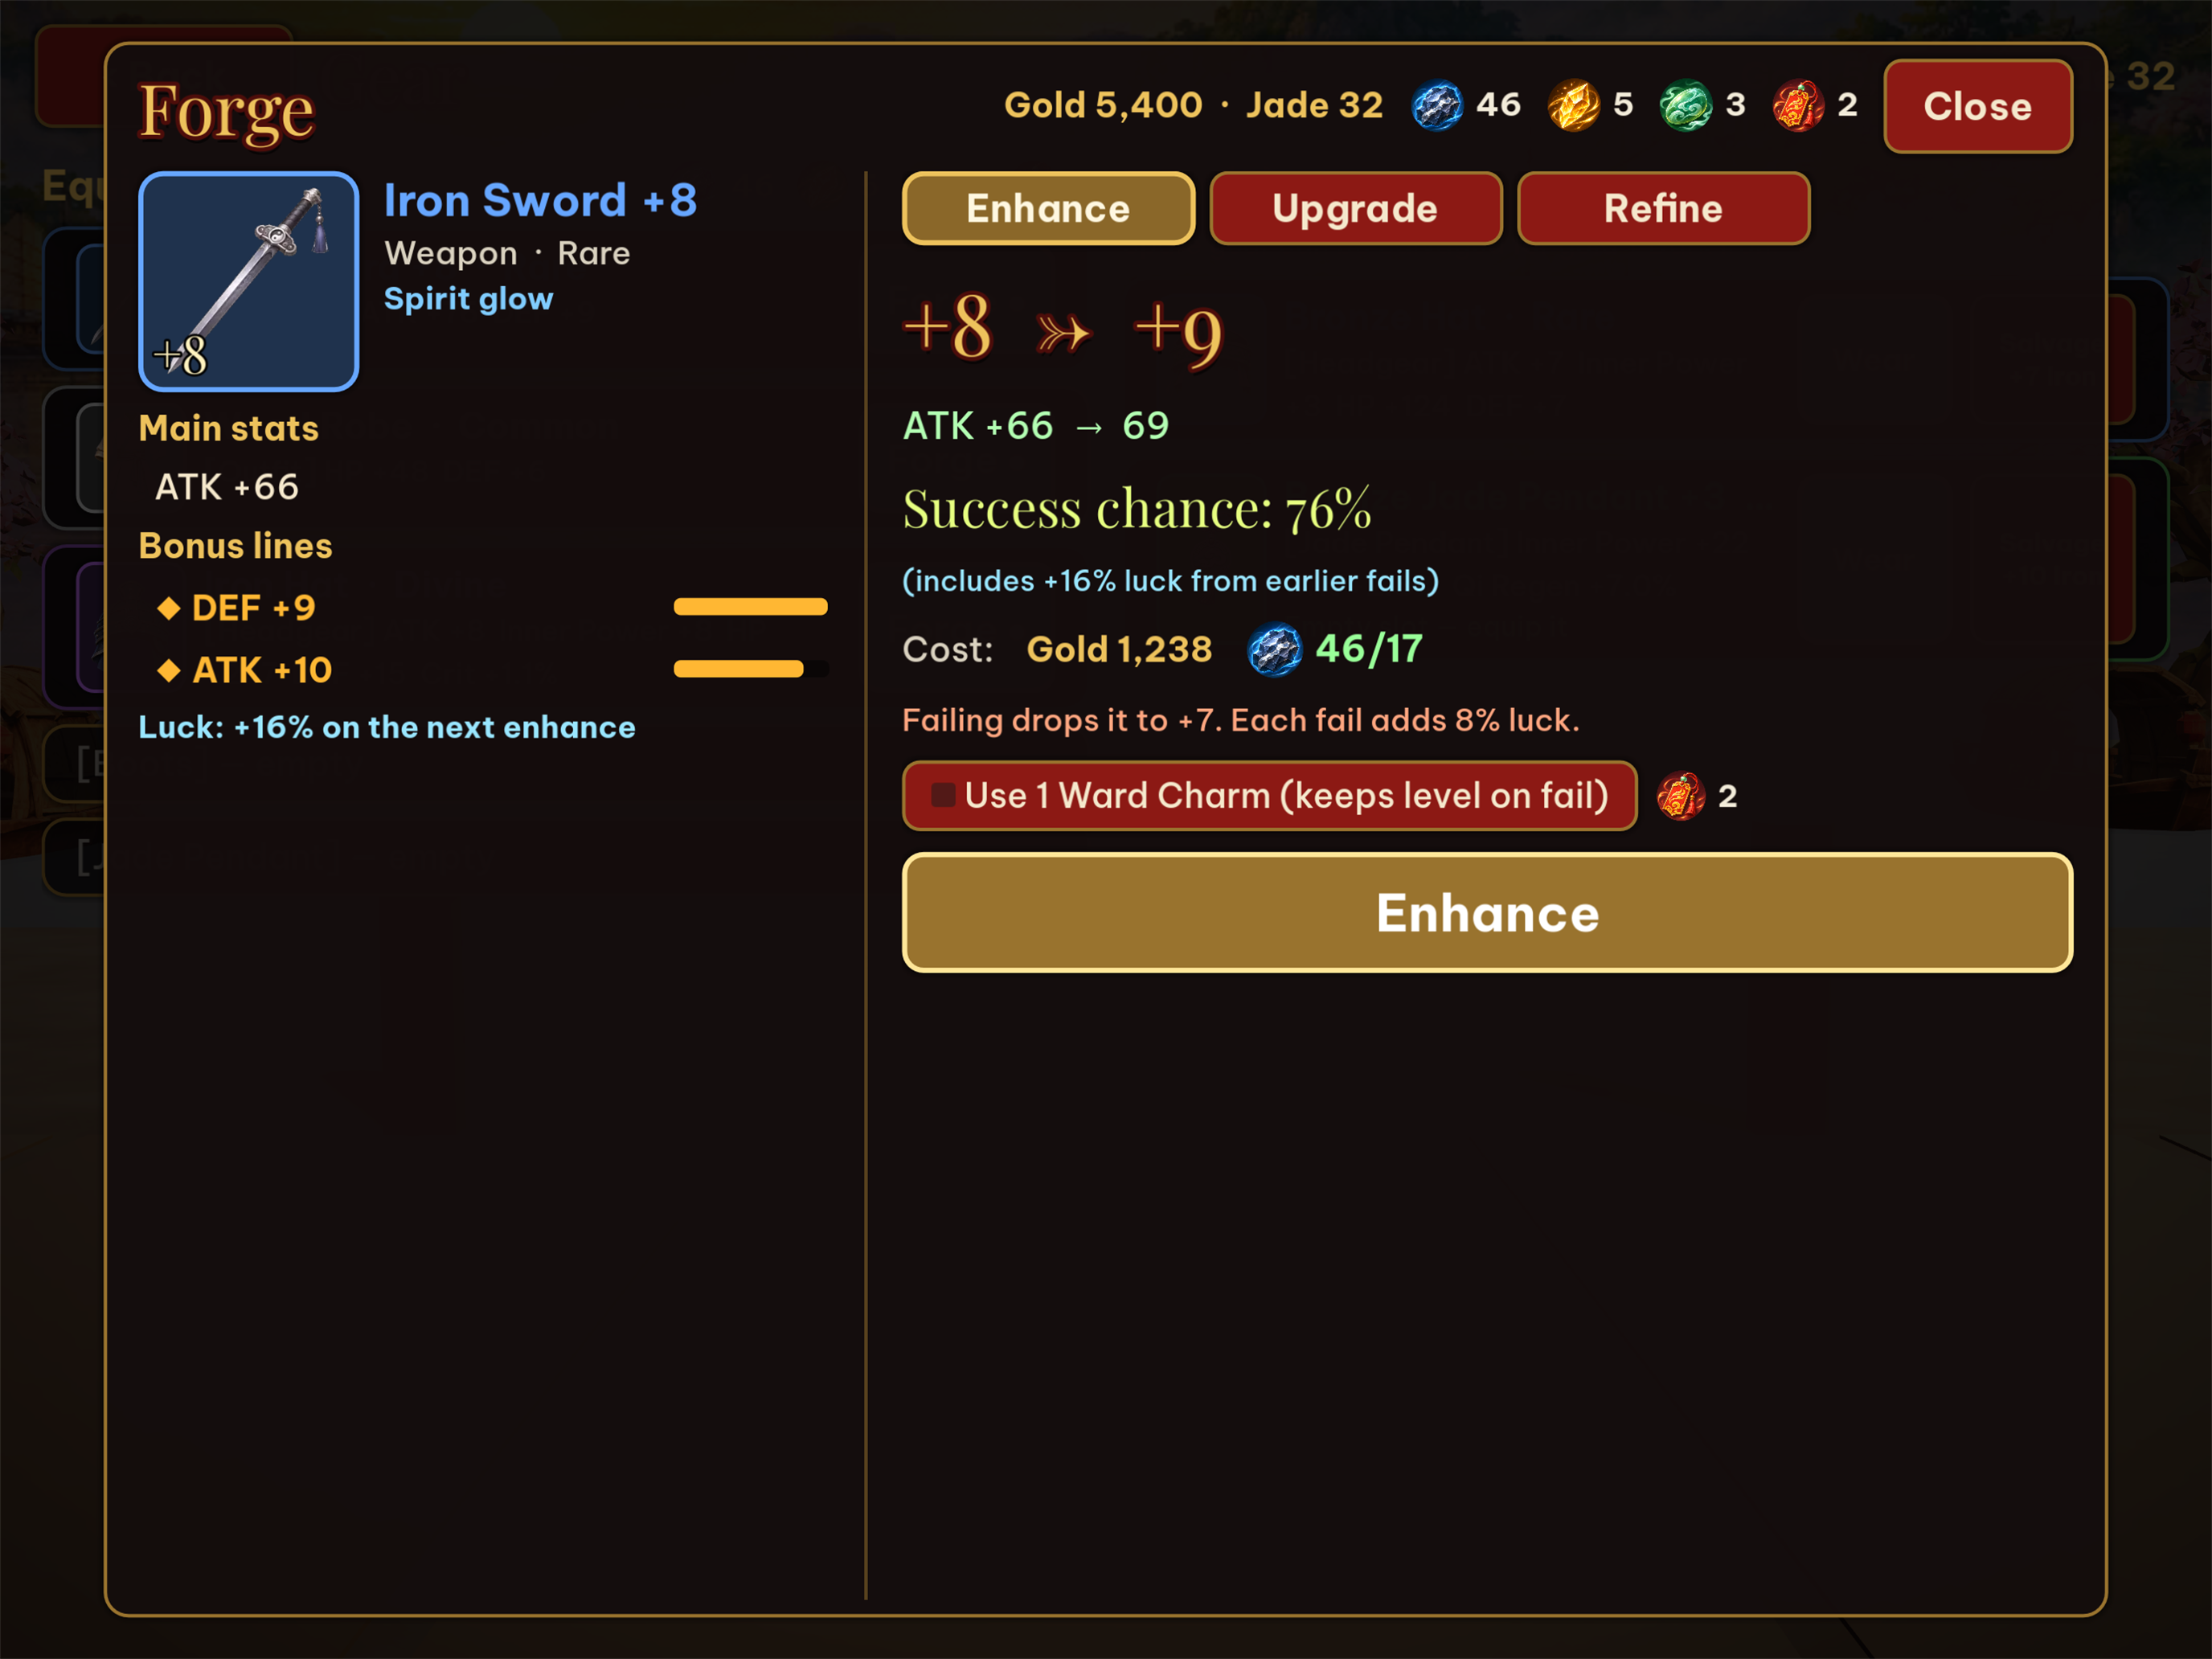 Forge
Gold 5,400 · Jade 32 46 5 3 2
Close
32
Equ
+8
Iron Sword +8
Weapon · Rare
Spirit glow
Main stats
ATK +66
Bonus lines
◆ DEF +9
◆ ATK +10
Luck: +16% on the next enhance
Enhance
Upgrade
Refine
+8 +9
ATK +66 → 69
Success chance: 76%
(includes +16% luck from earlier fails)
Cost: Gold 1,238 46/17
Failing drops it to +7. Each fail adds 8% luck.
Use 1 Ward Charm (keeps level on fail) 2
Enhance